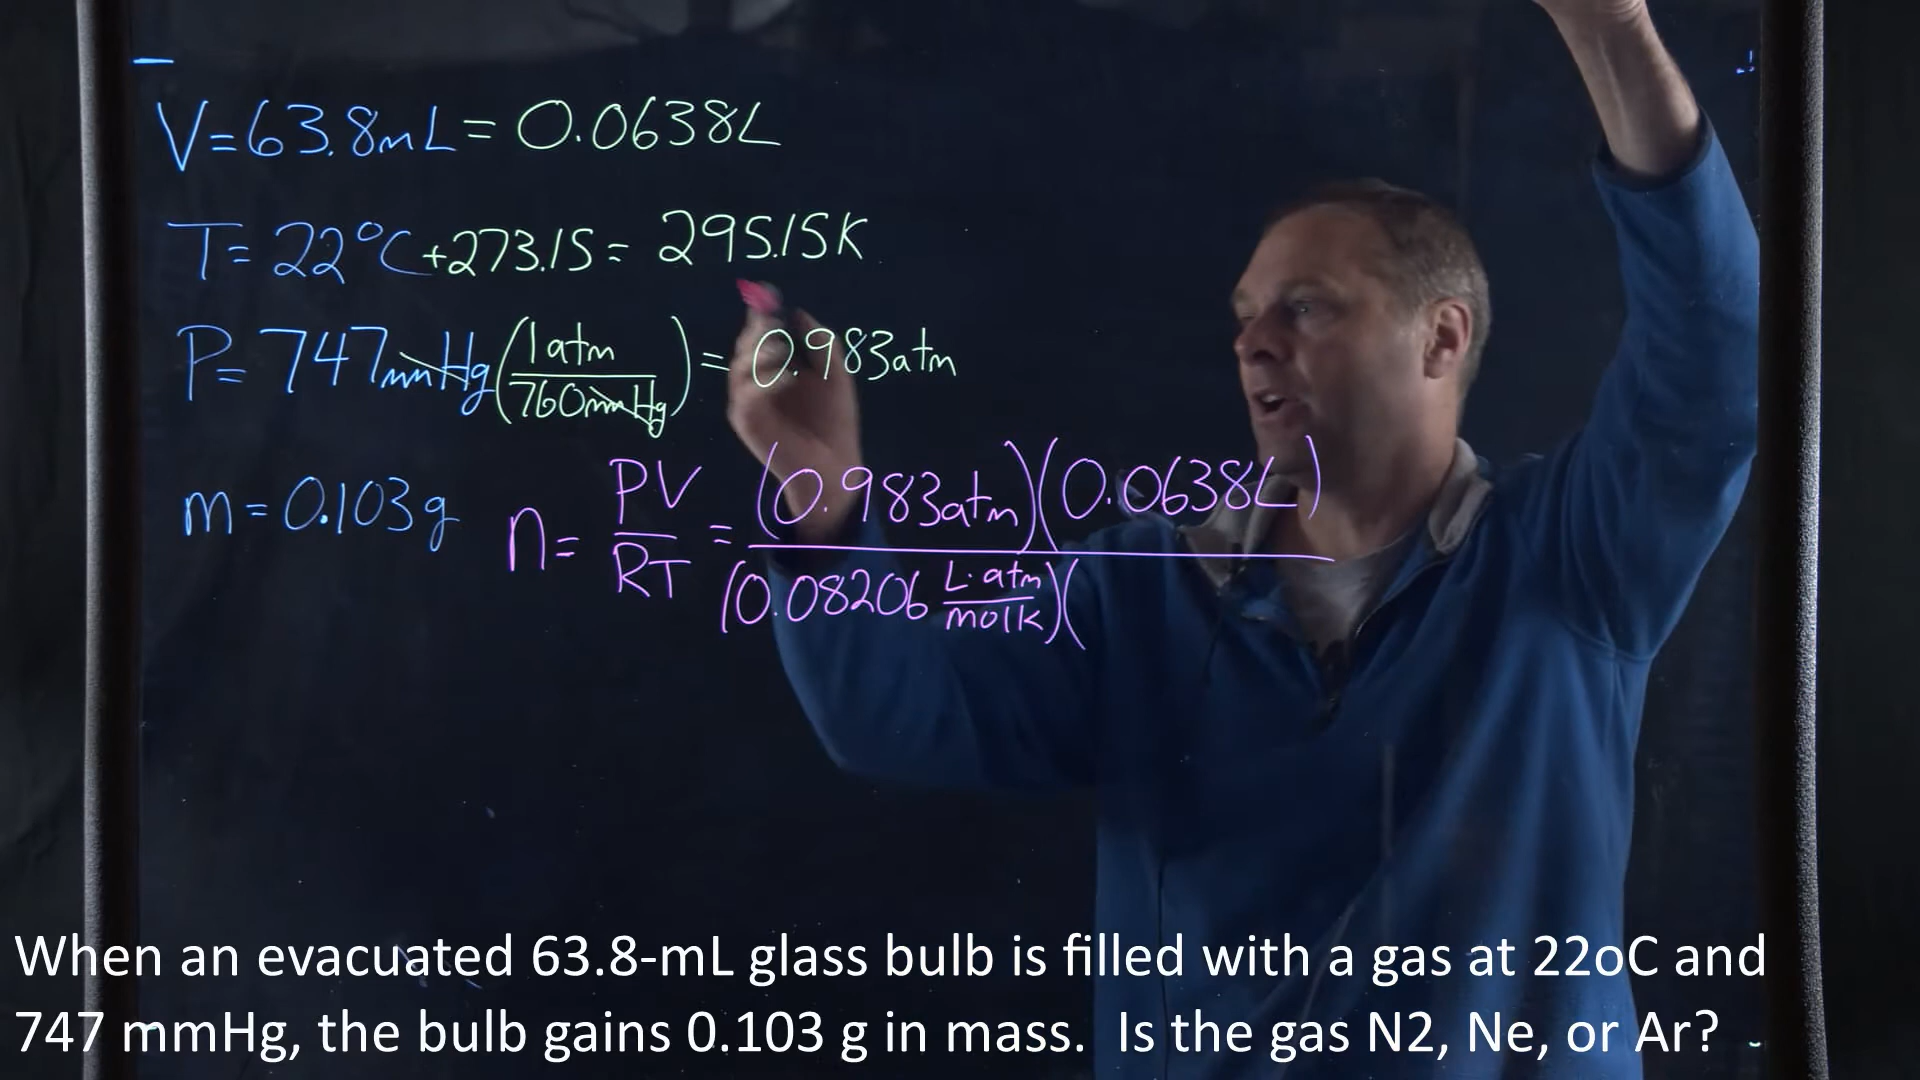 V=63.8mL= 0.0638L
T= 22°C+273.15= 295.15K
P= 747mmHg(1atm/760mmHg)= 0.983atm
m=0.103g
n= PV/RT = (0.983atm)(0.0638L)/(0.08206 L·atm/molK)(
When an evacuated 63.8-mL glass bulb is filled with a gas at 22oC and
747 mmHg, the bulb gains 0.103 g in mass.  Is the gas N2, Ne, or Ar?